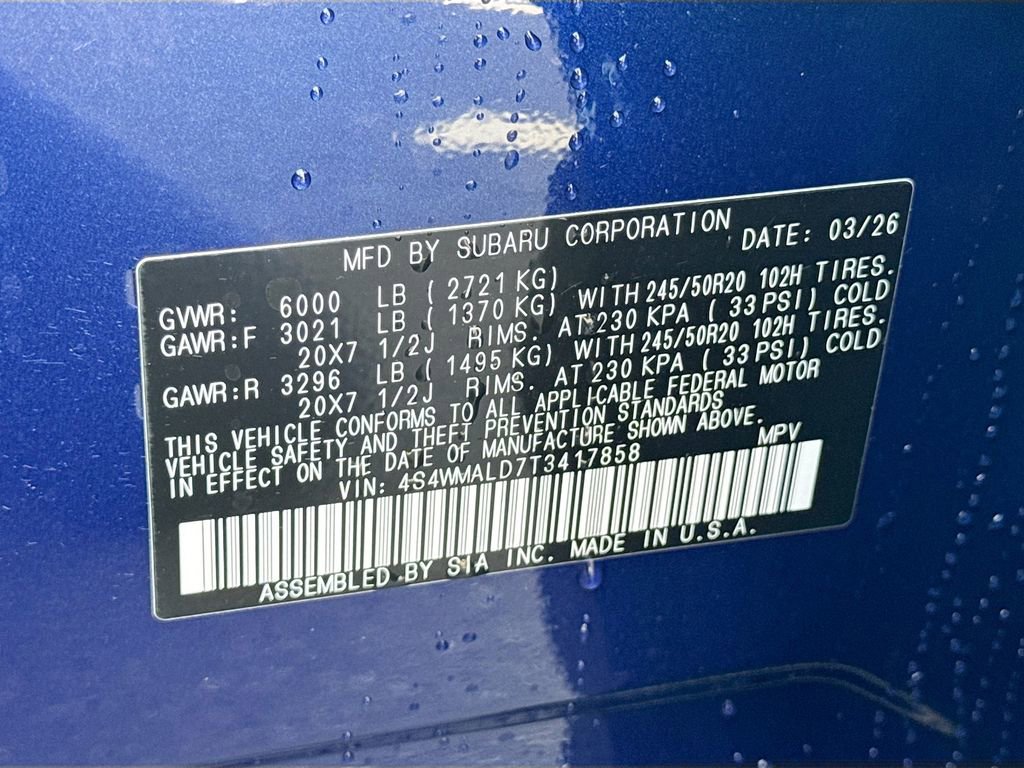 MFD BY SUBARU CORPORATION DATE: 03/26
GVWR: 6000 LB ( 2721 KG)
GAWR:F 3021 LB ( 1370 KG) WITH 245/50R20 102H TIRES.
20X7 1/2J RIMS. AT 230 KPA ( 33 PSI) COLD
GAWR:R 3296 LB ( 1495 KG) WITH 245/50R20 102H TIRES.
20X7 1/2J RIMS. AT 230 KPA ( 33 PSI) COLD
THIS VEHICLE CONFORMS TO ALL APPLICABLE FEDERAL MOTOR
VEHICLE SAFETY AND THEFT PREVENTION STANDARDS
IN EFFECT ON THE DATE OF MANUFACTURE SHOWN ABOVE.
VIN: 4S4WMALD7T3417858 MPV
ASSEMBLED BY SIA INC. MADE IN U.S.A.